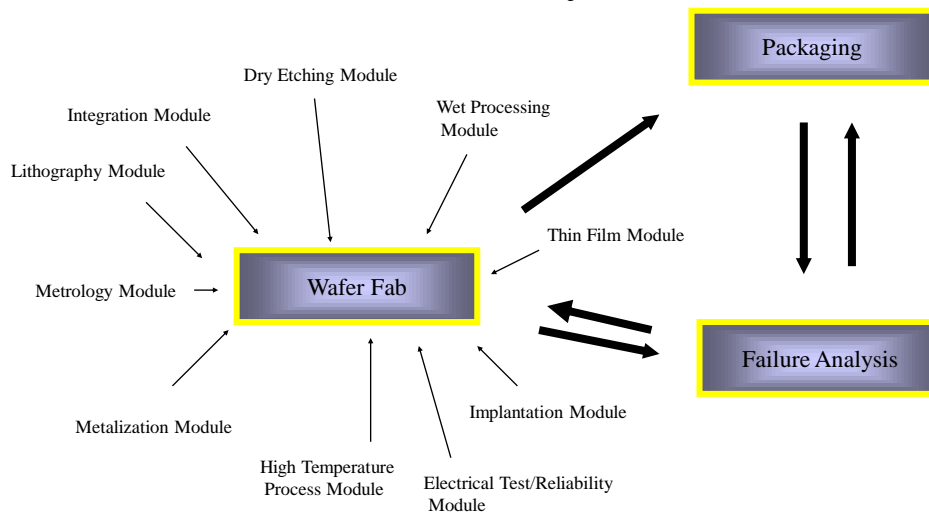 Packaging
Dry Etching Module
Wet Processing
Module
Integration Module
Lithography Module
Thin Film Module
Wafer Fab
Metrology Module
Failure Analysis
Implantation Module
Metalization Module
High Temperature
Process Module
Electrical Test/Reliability
Module